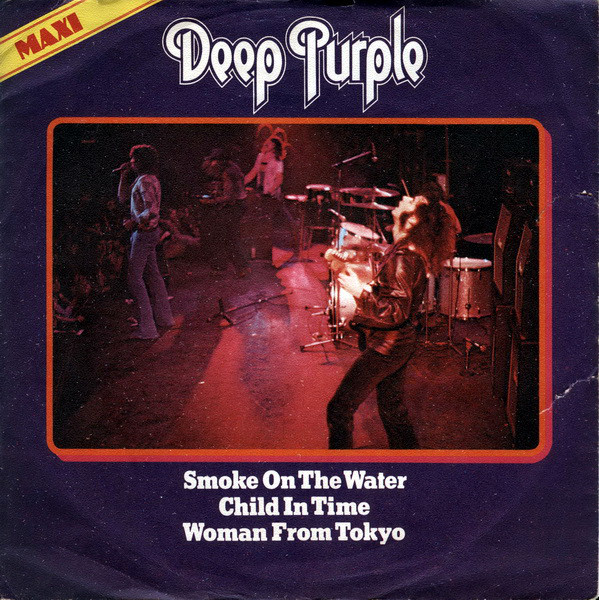 MAXI
Deep Purple
Smoke On The Water
Child In Time
Woman From Tokyo